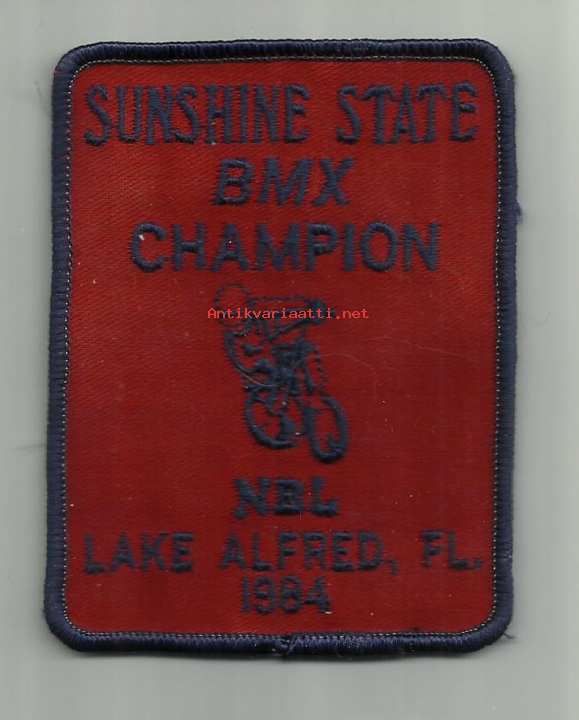 SUNSHINE STATE
BMX
CHAMPION
Antikvariaatti.net
NBL
LAKE ALFRED, FL.
1984